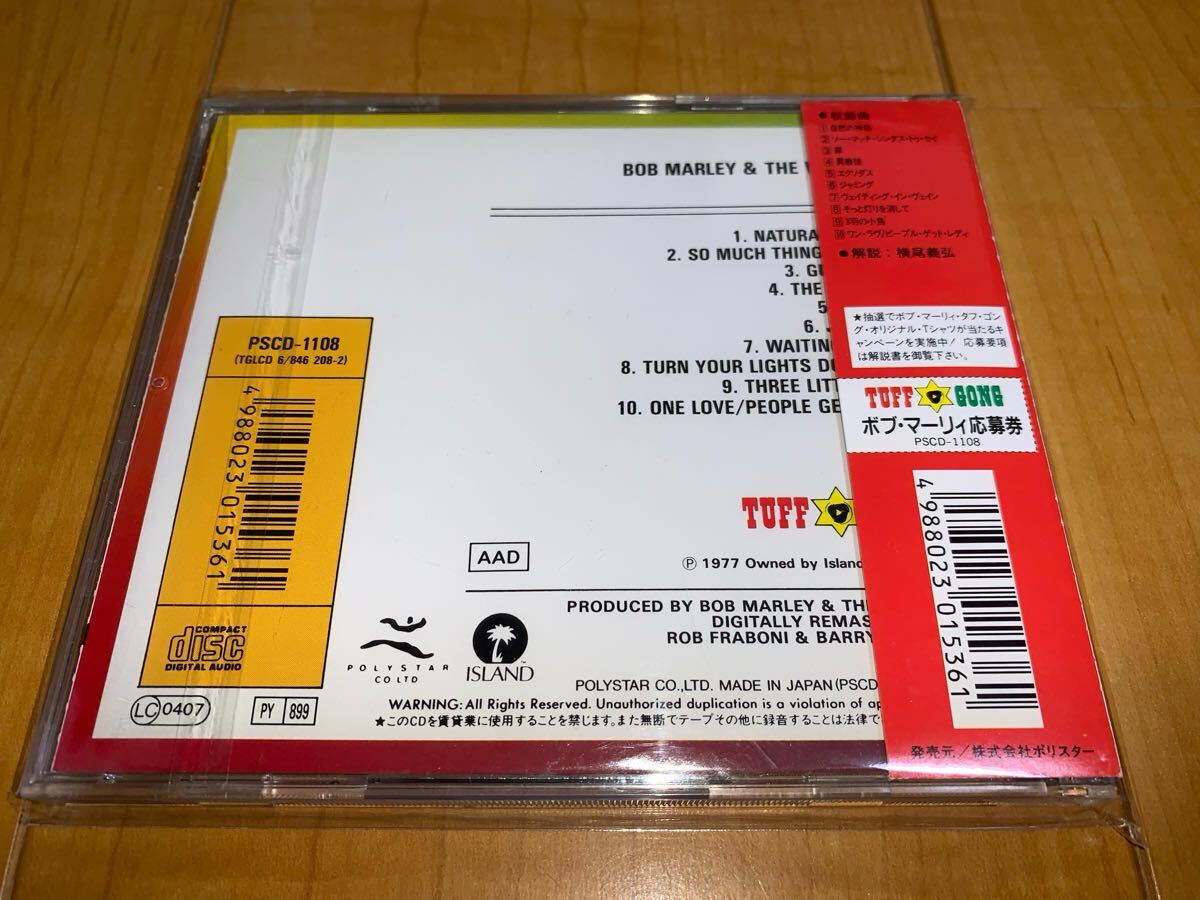 BOB MARLEY & THE
1. NATURA
2. SO MUCH THING
3. GU
4. THE
5
6.
7. WAITING
8. TURN YOUR LIGHTS DO
9. THREE LITT
10. ONE LOVE/PEOPLE GE
PSCD-1108
(TGLCD 6/846 208-2)
4 988023 015361
COMPACT
disc
DIGITAL AUDIO
TUFF
AAD
℗ 1977 Owned by Island
PRODUCED BY BOB MARLEY & THE
DIGITALLY REMAS
ROB FRABONI & BARRY
POLYSTAR
CO LTD
ISLAND
TM
POLYSTAR CO.,LTD. MADE IN JAPAN(PSCD
LC 0407
PY 899
WARNING: All Rights Reserved. Unauthorized duplication is a violation of ap
★このCDを賃貸業に使用することを禁じます。また無断でテープその他に録音することは法律で
●収録曲
1 自然の神秘
2 ソー・マッチ・シングス・トゥ・セイ
3
4 異教徒
5 エクソダス
6 ジャミング
7 ウェイティング・イン・ヴェイン
8 そっと灯りを消して
9 3羽の小鳥
10 ワン・ラヴ/ピープル・ゲット・レディ
●解説:横尾義弘
★抽選でボブ・マーリィ・タフ・ゴン
グ・オリジナル・Tシャツが当たるキ
ャンペーンを実施中! 応募要項
は解説書を御覧下さい。
TUFF GONG
ボブ・マーリィ応募券
PSCD-1108
4 988023 015361
発売元/株式会社ポリスター